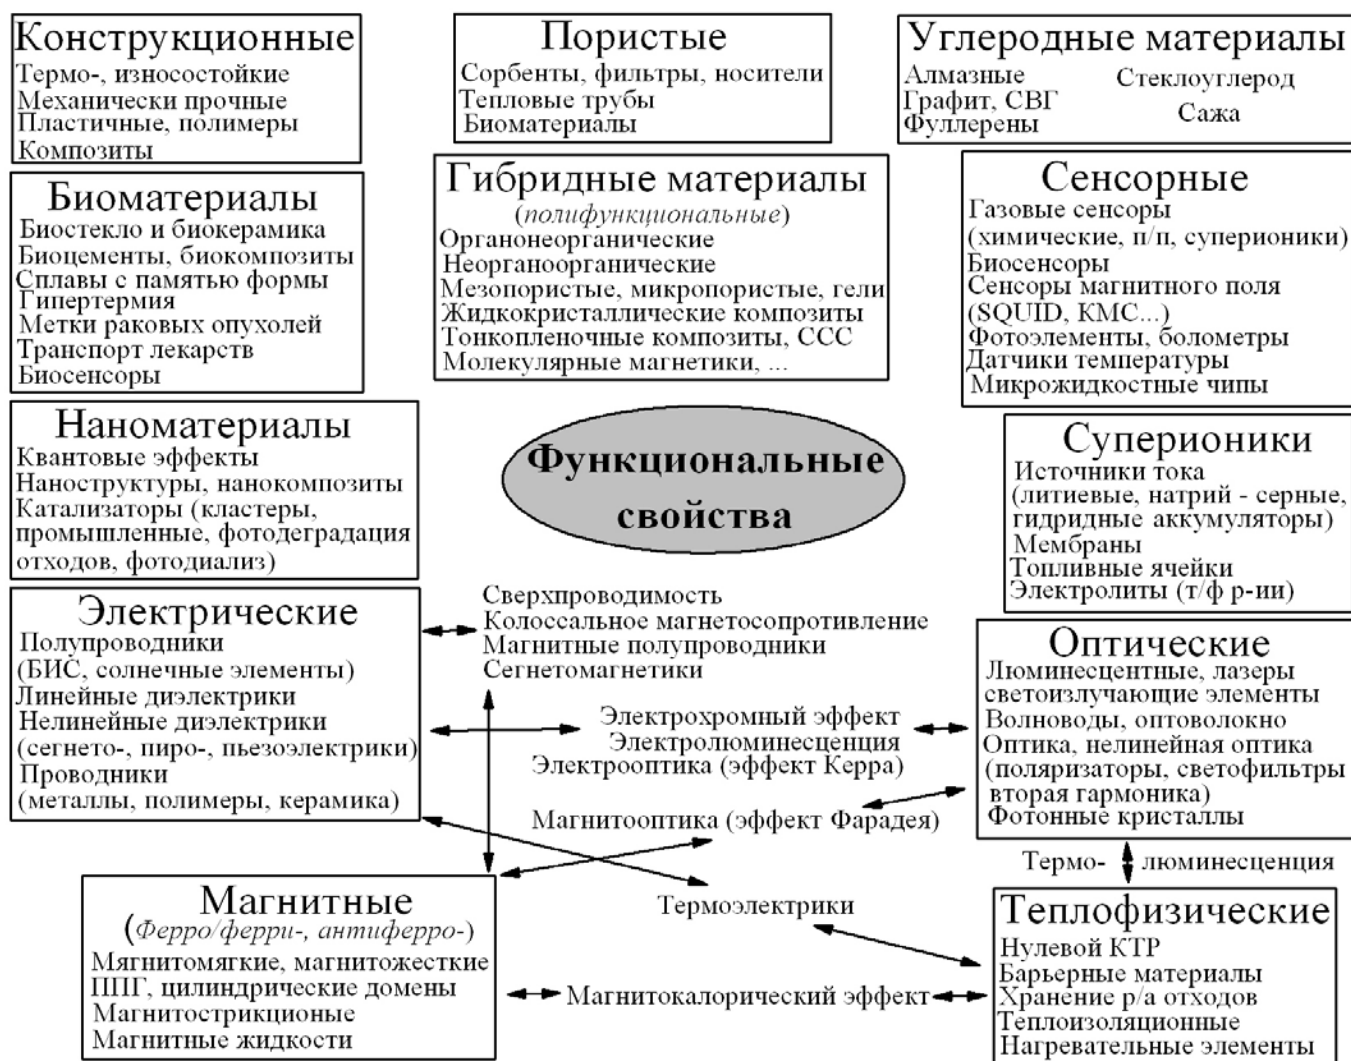 Конструкционные
Термо-, износостойкие
Механически прочные
Пластичные, полимеры
Композиты
Пористые
Сорбенты, фильтры, носители
Тепловые трубы
Биоматериалы
Углеродные материалы
Алмазные
Графит, СВГ
Фуллерены
Стеклоуглерод
Сажа
Биоматериалы
Биостекло и биокерамика
Биоцементы, биокомпозиты
Сплавы с памятью формы
Гипертермия
Метки раковых опухолей
Транспорт лекарств
Биосенсоры
Гибридные материалы
(полифункциональные)
Органонеорганические
Неорганоорганические
Мезопористые, микропористые, гели
Жидкокристаллические композиты
Тонкопленочные композиты, ССС
Молекулярные магнетики, ...
Сенсорные
Газовые сенсоры
(химические, п/п, суперионики)
Биосенсоры
Сенсоры магнитного поля
(SQUID, КМС...)
Фотоэлементы, болометры
Датчики температуры
Микрожидкостные чипы
Наноматериалы
Квантовые эффекты
Наноструктуры, нанокомпозиты
Катализаторы (кластеры,
промышленные, фотодеградация
отходов, фотодиализ)
Функциональные
свойства
Суперионики
Источники тока
(литиевые, натрий - серные,
гидридные аккумуляторы)
Мембраны
Топливные ячейки
Электролиты (т/ф р-ии)
Электрические
Полупроводники
(БИС, солнечные элементы)
Линейные диэлектрики
Нелинейные диэлектрики
(сегнето-, пиро-, пьезоэлектрики)
Проводники
(металлы, полимеры, керамика)
Сверхпроводимость
Колоссальное магнетосопротивление
Магнитные полупроводники
Сегнетомагнетики
Электрохромный эффект
Электролюминесценция
Электрооптика (эффект Керра)
Магнитооптика (эффект Фарадея)
Оптические
Люминесцентные, лазеры
светоизлучающие элементы
Волноводы, оптоволокно
Оптика, нелинейная оптика
(поляризаторы, светофильтры
вторая гармоника)
Фотонные кристаллы
Термо- люминесценция
Магнитные
(Ферро/ферри-, антиферро-)
Мягнитомягкие, магнитожесткие
ППГ, цилиндрические домены
Магнитострикционые
Магнитные жидкости
Термоэлектрики
Магнитокалорический эффект
Теплофизические
Нулевой КТР
Барьерные материалы
Хранение р/а отходов
Теплоизоляционные
Нагревательные элементы